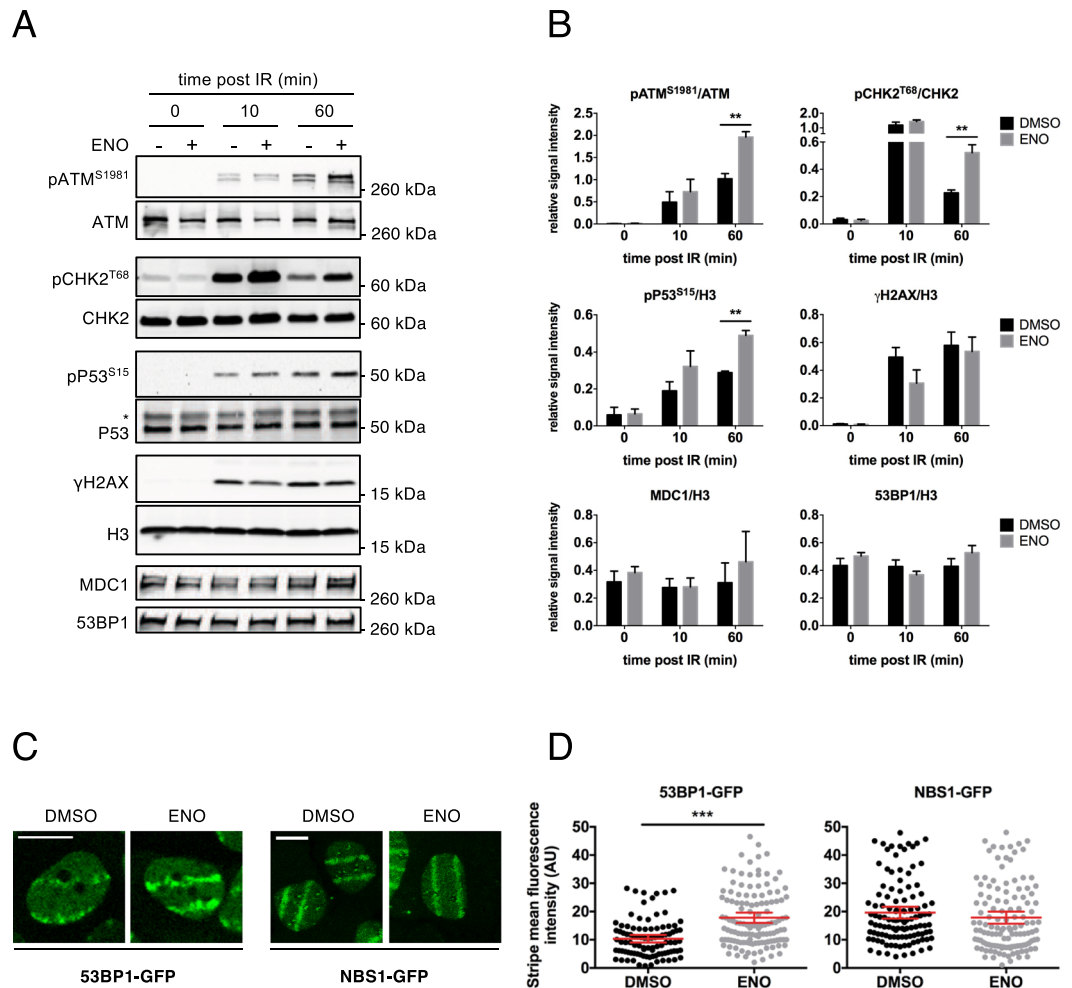 A
time post IR (min)
0 10 60
ENO - + - + - +
pATMS1981
260 kDa
ATM
260 kDa
pCHK2T68
60 kDa
CHK2
60 kDa
pP53S15
50 kDa
*
P53
50 kDa
γH2AX
15 kDa
H3
15 kDa
MDC1
260 kDa
53BP1
260 kDa
B
pATMS1981/ATM
relative signal intensity
2.5
2.0
1.5
1.0
0.5
0.0
**
0 10 60
time post IR (min)
pCHK2T68/CHK2
2.0
1.0
0.6
0.4
0.2
0.0
**
0 10 60
time post IR (min)
DMSO
ENO
pP53S15/H3
relative signal intensity
0.6
0.4
0.2
0.0
**
0 10 60
time post IR (min)
γH2AX/H3
0.8
0.6
0.4
0.2
0.0
0 10 60
time post IR (min)
DMSO
ENO
MDC1/H3
relative signal intensity
0.8
0.6
0.4
0.2
0.0
0 10 60
time post IR (min)
53BP1/H3
0.8
0.6
0.4
0.2
0.0
0 10 60
time post IR (min)
DMSO
ENO
C
DMSO ENO
53BP1-GFP
DMSO ENO
NBS1-GFP
D
53BP1-GFP
Stripe mean fluorescence
intensity (AU)
50
40
30
20
10
0
***
DMSO ENO
NBS1-GFP
50
40
30
20
10
0
DMSO ENO